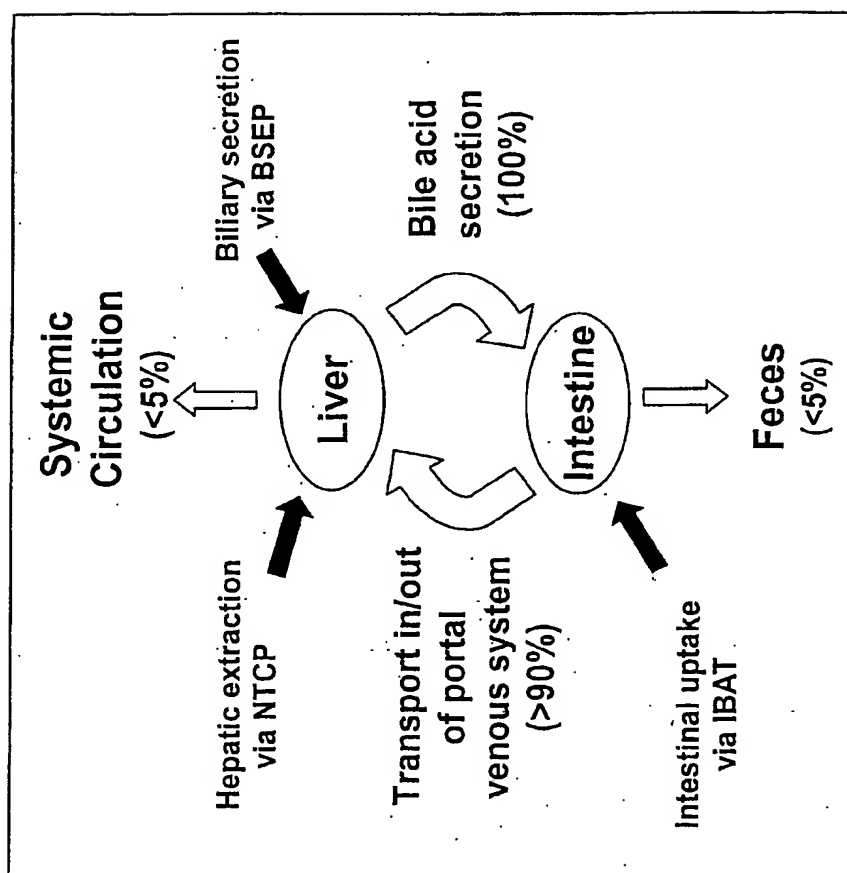 Systemic
Circulation
(<5%)
Hepatic extraction
via NTCP
Biliary secretion
via BSEP
Liver
Transport in/out
of portal
venous system
(>90%)
Bile acid
secretion
(100%)
Intestine
Intestinal uptake
via IBAT
Feces
(<5%)